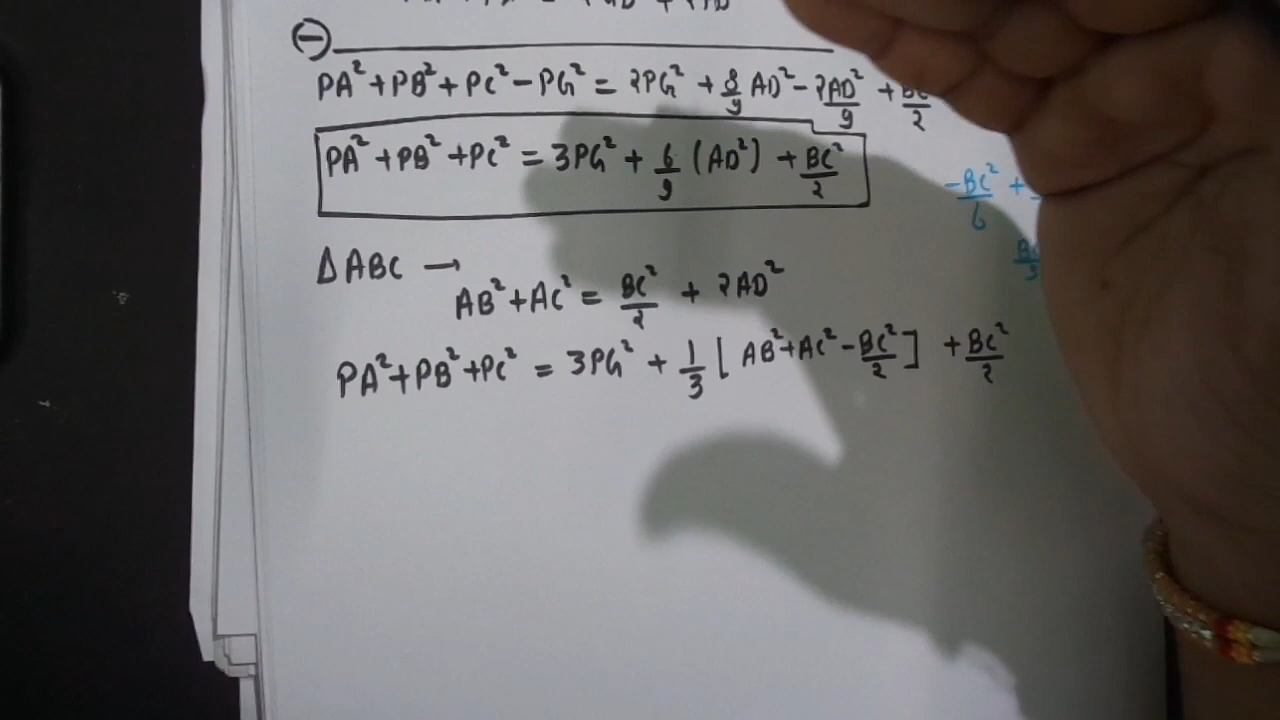 ⊖
PA² + PB² + PC² - PG² = 2PG² + 8/9 AD² - 2AD²/9 + BC²/2
PA² + PB² + PC² = 3PG² + 6/9 (AD²) + BC²/2
-BC²/6 +
ΔABC →
AB² + AC² = BC²/2 + 2AD²
PA² + PB² + PC² = 3PG² + 1/3 [ AB² + AC² - BC²/2 ] + BC²/2